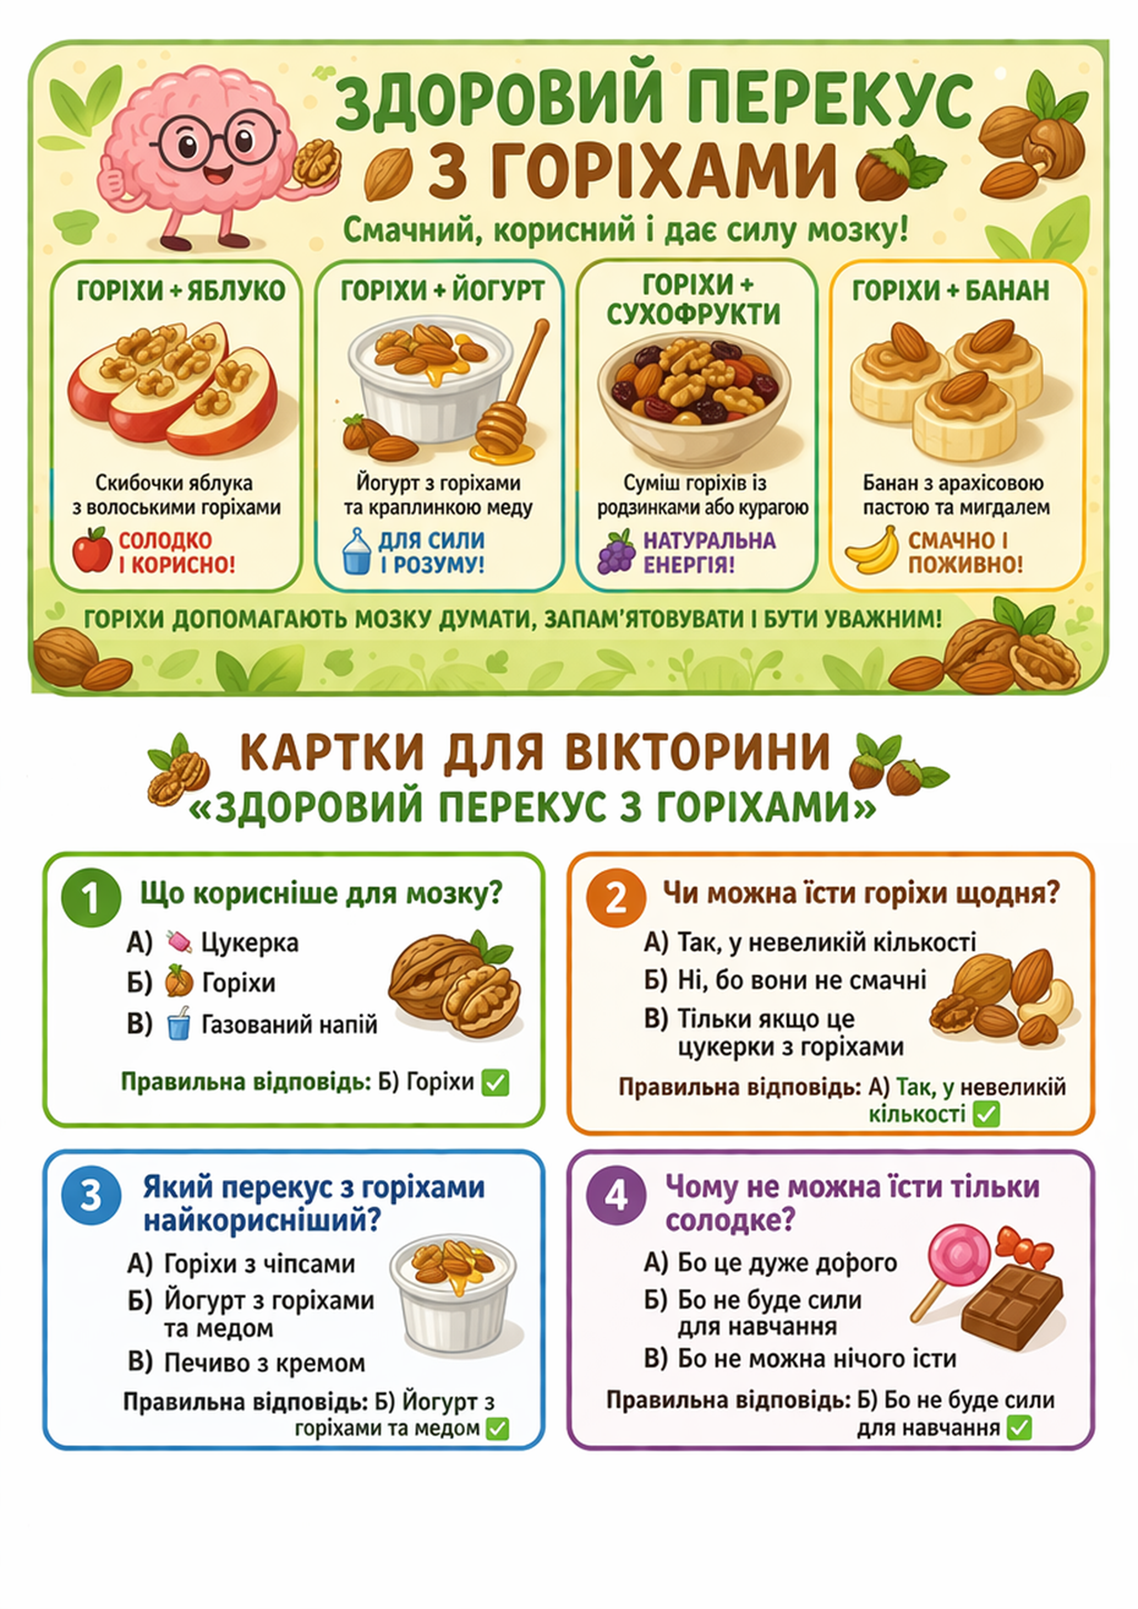 ЗДОРОВИЙ ПЕРЕКУС
З ГОРІХАМИ
Смачний, корисний і дає силу мозку!
ГОРІХИ + ЯБЛУКО
Скибочки яблука
з волоськими горіхами
СОЛОДКО
І КОРИСНО!
ГОРІХИ + ЙОГУРТ
Йогурт з горіхами
та краплинкою меду
ДЛЯ СИЛИ
І РОЗУМУ!
ГОРІХИ +
СУХОФРУКТИ
Суміш горіхів із
родзинками або курагою
НАТУРАЛЬНА
ЕНЕРГІЯ!
ГОРІХИ + БАНАН
Банан з арахісовою
пастою та мигдалем
СМАЧНО І
ПОЖИВНО!
ГОРІХИ ДОПОМАГАЮТЬ МОЗКУ ДУМАТИ, ЗАПАМ'ЯТОВУВАТИ І БУТИ УВАЖНИМ!
КАРТКИ ДЛЯ ВІКТОРИНИ
«ЗДОРОВИЙ ПЕРЕКУС З ГОРІХАМИ»
1 Що корисніше для мозку?
А) Цукерка
Б) Горіхи
В) Газований напій
Правильна відповідь: Б) Горіхи ✅
2 Чи можна їсти горіхи щодня?
А) Так, у невеликій кількості
Б) Ні, бо вони не смачні
В) Тільки якщо це
цукерки з горіхами
Правильна відповідь: А) Так, у невеликій
кількості ✅
3 Який перекус з горіхами
найкорисніший?
А) Горіхи з чіпсами
Б) Йогурт з горіхами
та медом
В) Печиво з кремом
Правильна відповідь: Б) Йогурт з
горіхами та медом ✅
4 Чому не можна їсти тільки
солодке?
А) Бо це дуже дорого
Б) Бо не буде сили
для навчання
В) Бо не можна нічого їсти
Правильна відповідь: Б) Бо не буде сили
для навчання ✅